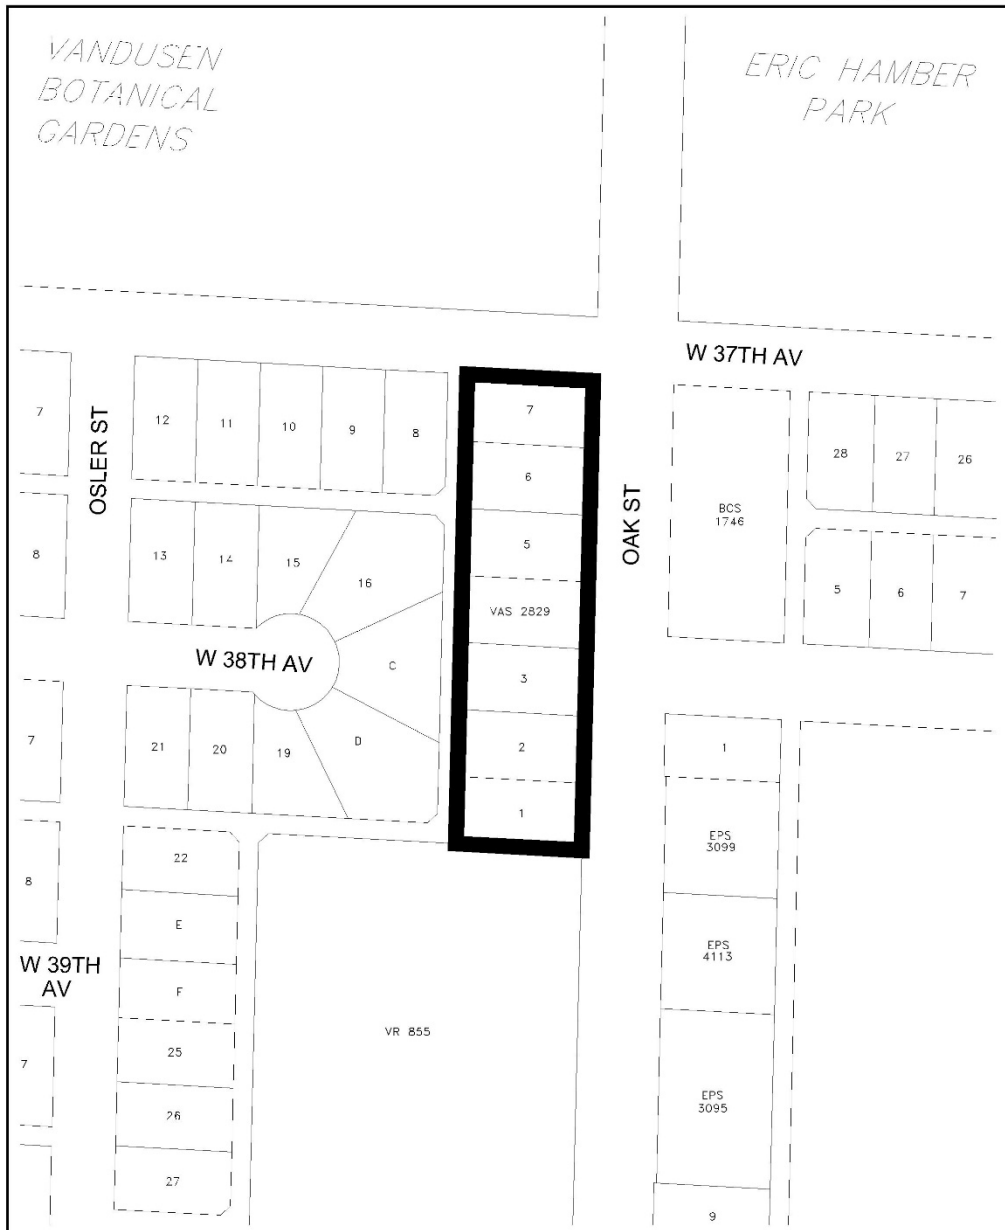 VANDUSEN
BOTANICAL
GARDENS
ERIC HAMBER
PARK
W 37TH AV
7
12
11
10
9
8
7
6
5
VAS 2829
3
2
1
OSLER ST
OAK ST
BCS
1746
28
27
26
8
13
14
15
16
C
D
W 38TH AV
5
6
7
7
21
20
19
1
8
22
E
F
25
26
27
EPS
3099
EPS
4113
EPS
3095
9
W 39TH
AV
7
VR 855